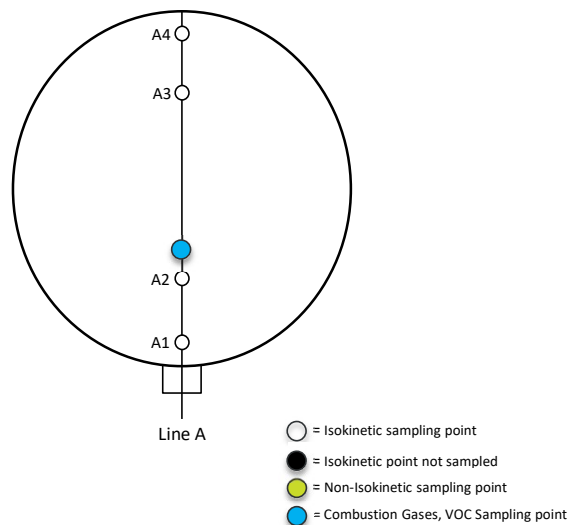 A4
A3
A2
A1
Line A
= Isokinetic sampling point
= Isokinetic point not sampled
= Non-Isokinetic sampling point
= Combustion Gases, VOC Sampling point